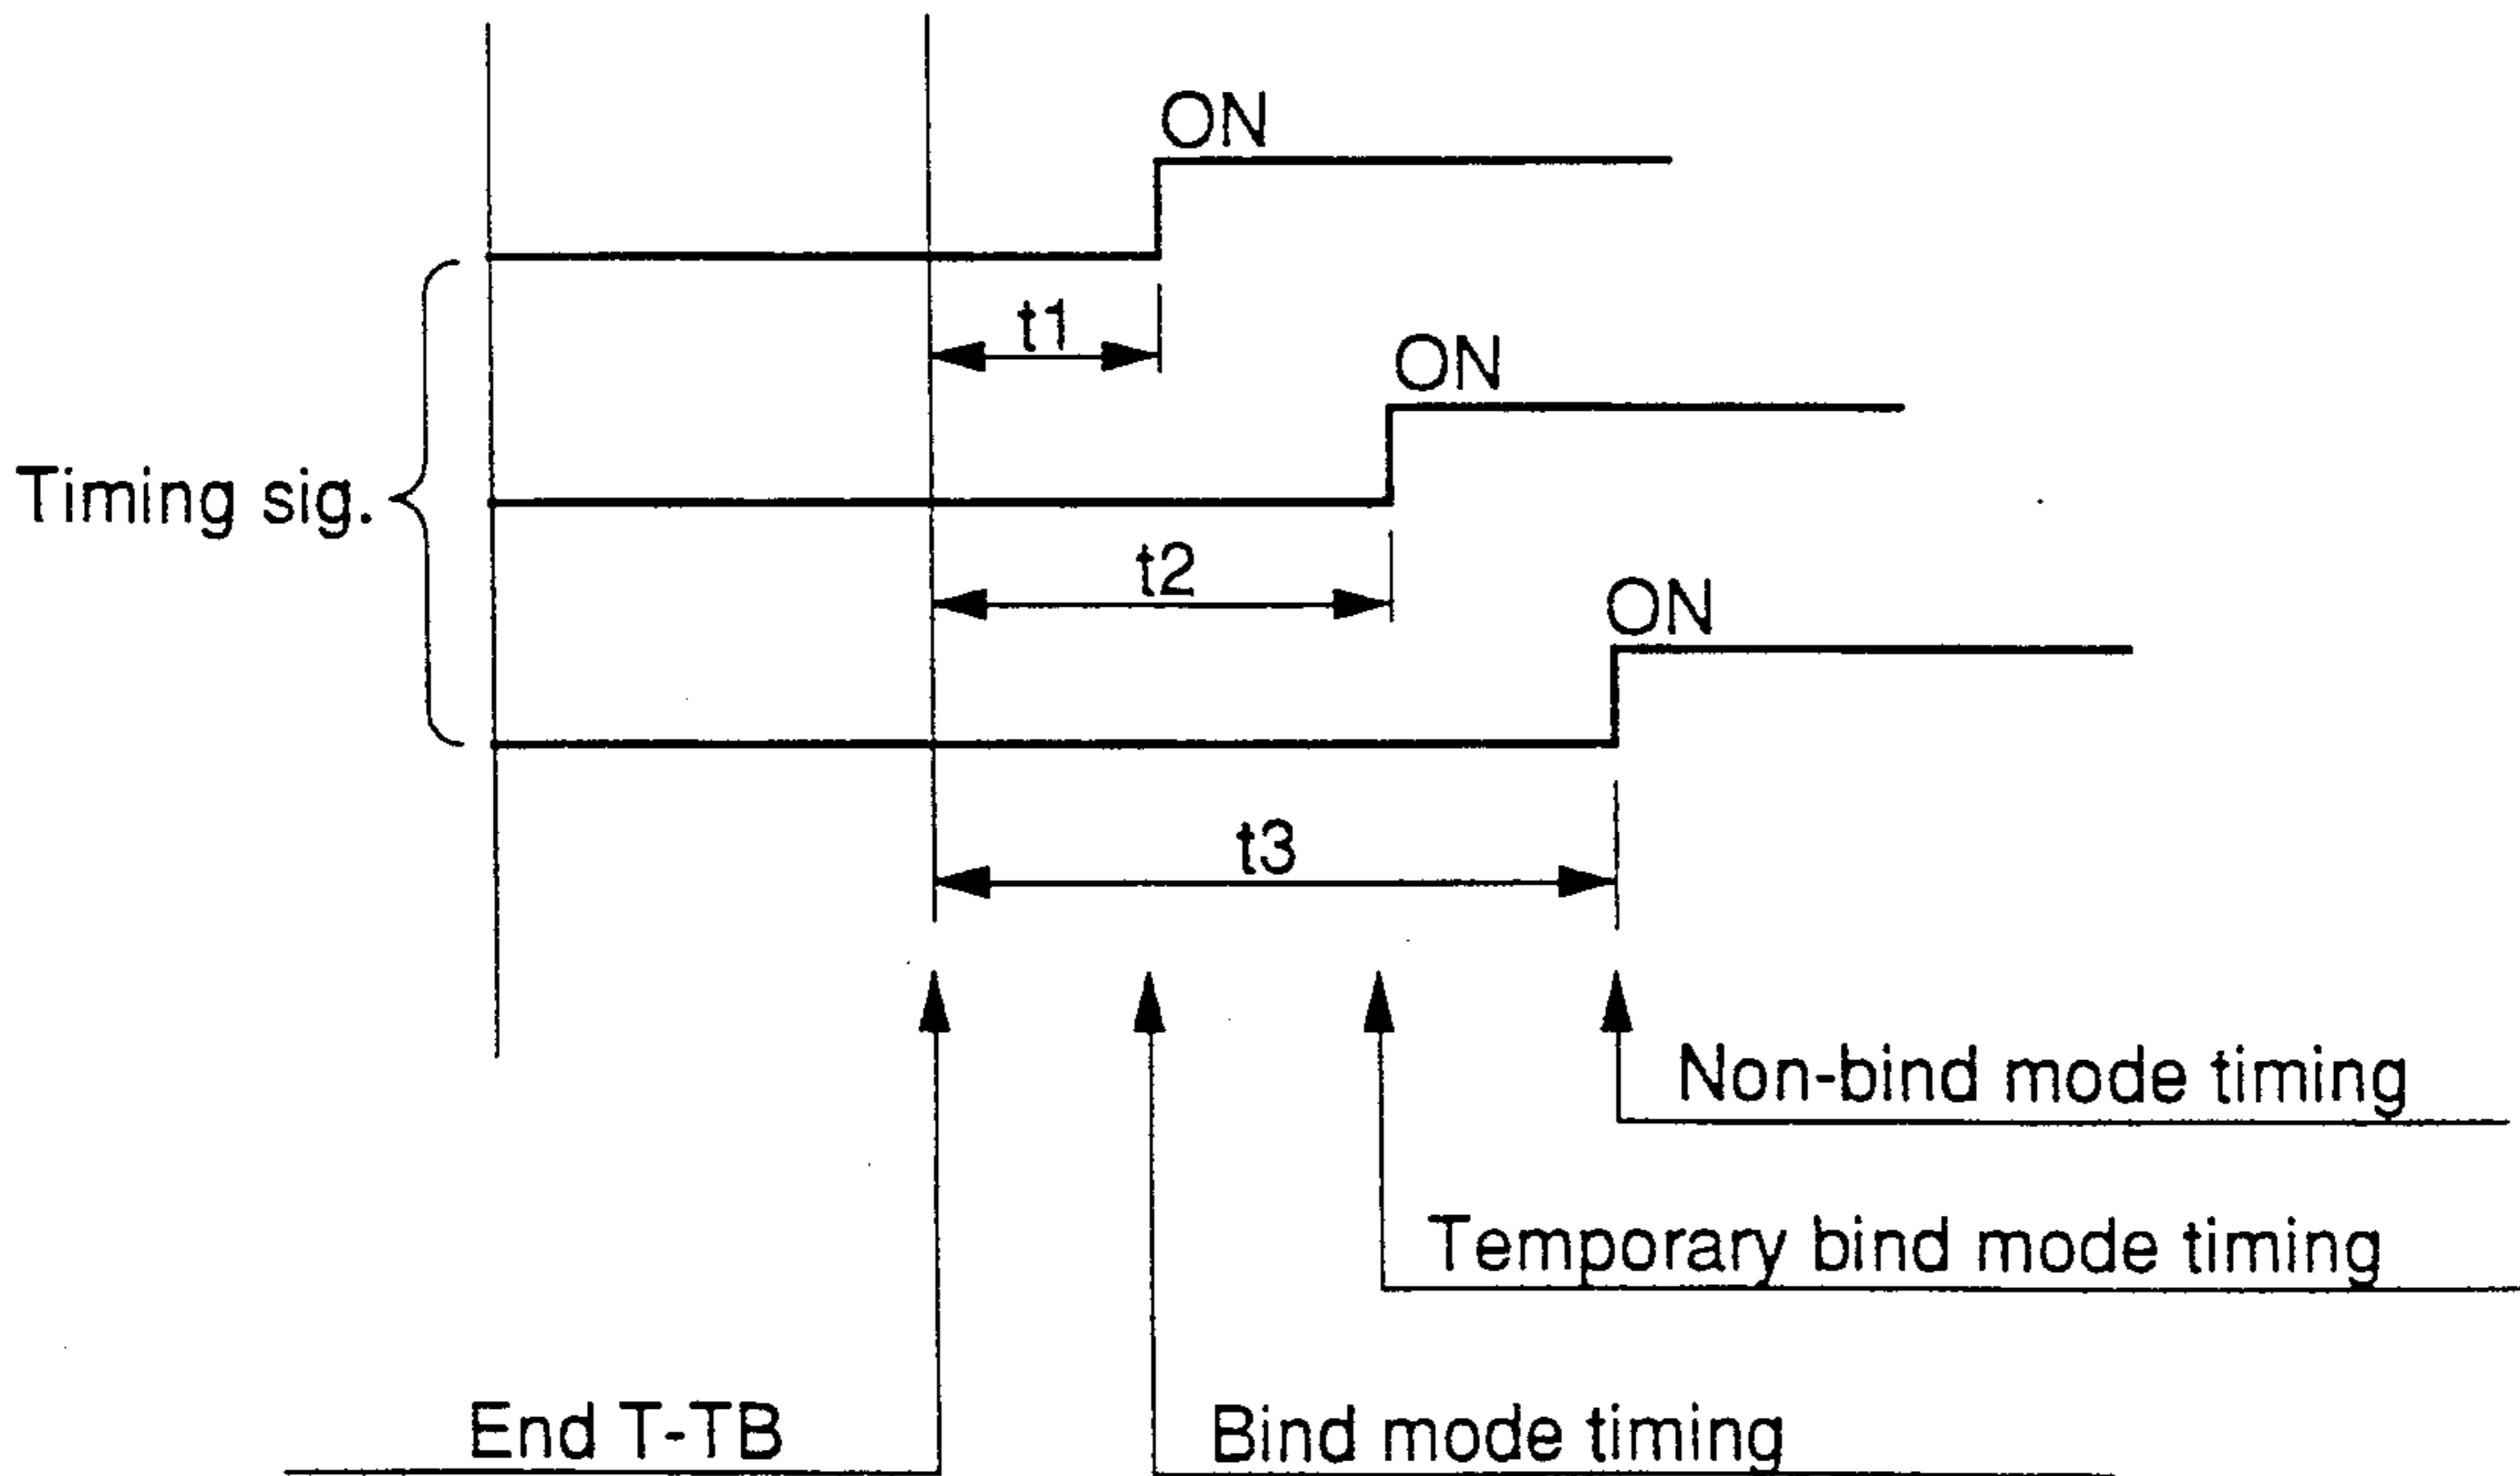 ON
t1
ON
Timing sig.
t2
ON
t3
Non-bind mode timing
Temporary bind mode timing
End T-TB
Bind mode timing